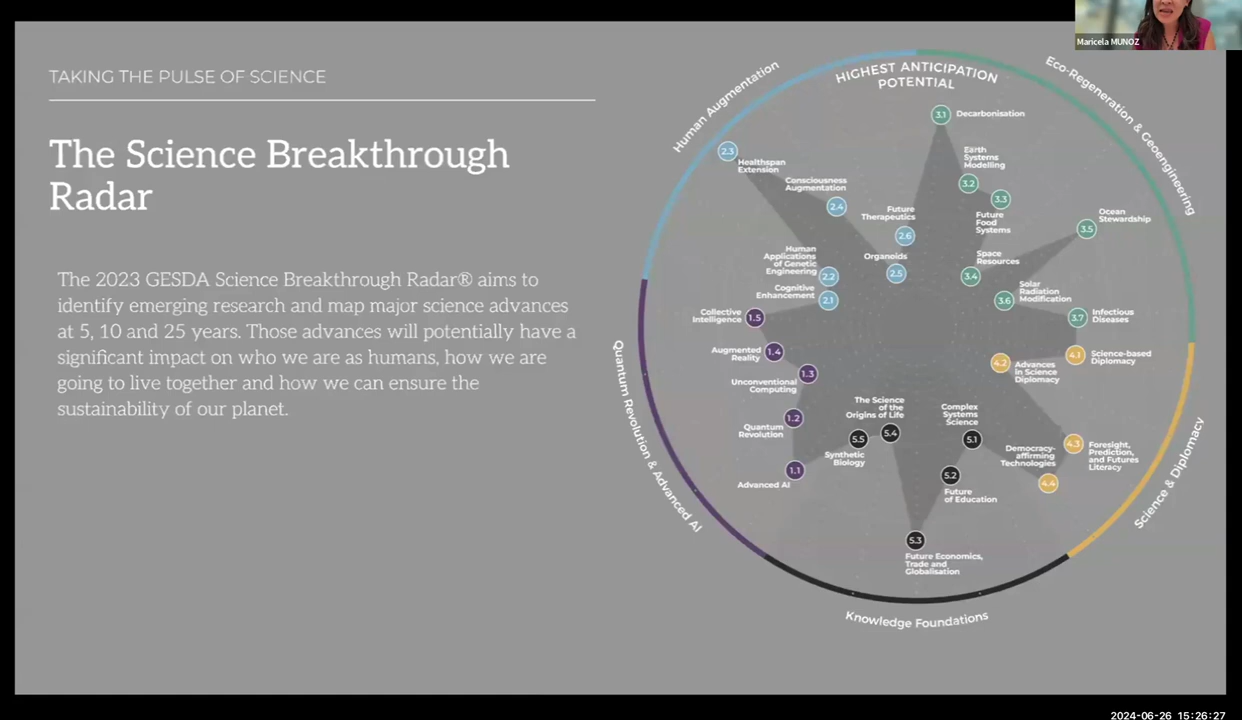 Maricela MUNOZ
TAKING THE PULSE OF SCIENCE
The Science Breakthrough
Radar
The 2023 GESDA Science Breakthrough Radar® aims to
identify emerging research and map major science advances
at 5, 10 and 25 years. Those advances will potentially have a
significant impact on who we are as humans, how we are
going to live together and how we can ensure the
sustainability of our planet.
HIGHEST ANTICIPATION
POTENTIAL
Human Augmentation
Eco-Regeneration & Geoengineering
Quantum Revolution & Advanced AI
Science & Diplomacy
Knowledge Foundations
2.3
Healthspan
Extension
Consciousness
Augmentation
2.4
Future
Therapeutics
2.6
Organoids
2.5
Human
Applications
of Genetic
Engineering
2.2
Cognitive
Enhancement
2.1
3.1
Decarbonisation
Earth
Systems
Modelling
3.2
3.3
Future
Food
Systems
Space
Resources
3.4
Ocean
Stewardship
3.5
Solar
Radiation
Modification
3.6
3.7
Infectious
Diseases
Collective
Intelligence
1.5
Augmented
Reality
1.4
Unconventional
Computing
1.3
1.2
Quantum
Revolution
1.1
Advanced AI
4.1
Science-based
Diplomacy
4.2
Advances
in Science
Diplomacy
4.3
Foresight,
Prediction,
and Futures
Literacy
Democracy-
affirming
Technologies
4.4
The Science
of the
Origins of Life
5.4
5.5
Synthetic
Biology
Complex
Systems
Science
5.1
5.2
Future
of Education
5.3
Future Economics,
Trade and
Globalisation
2024-06-26 15:26:27